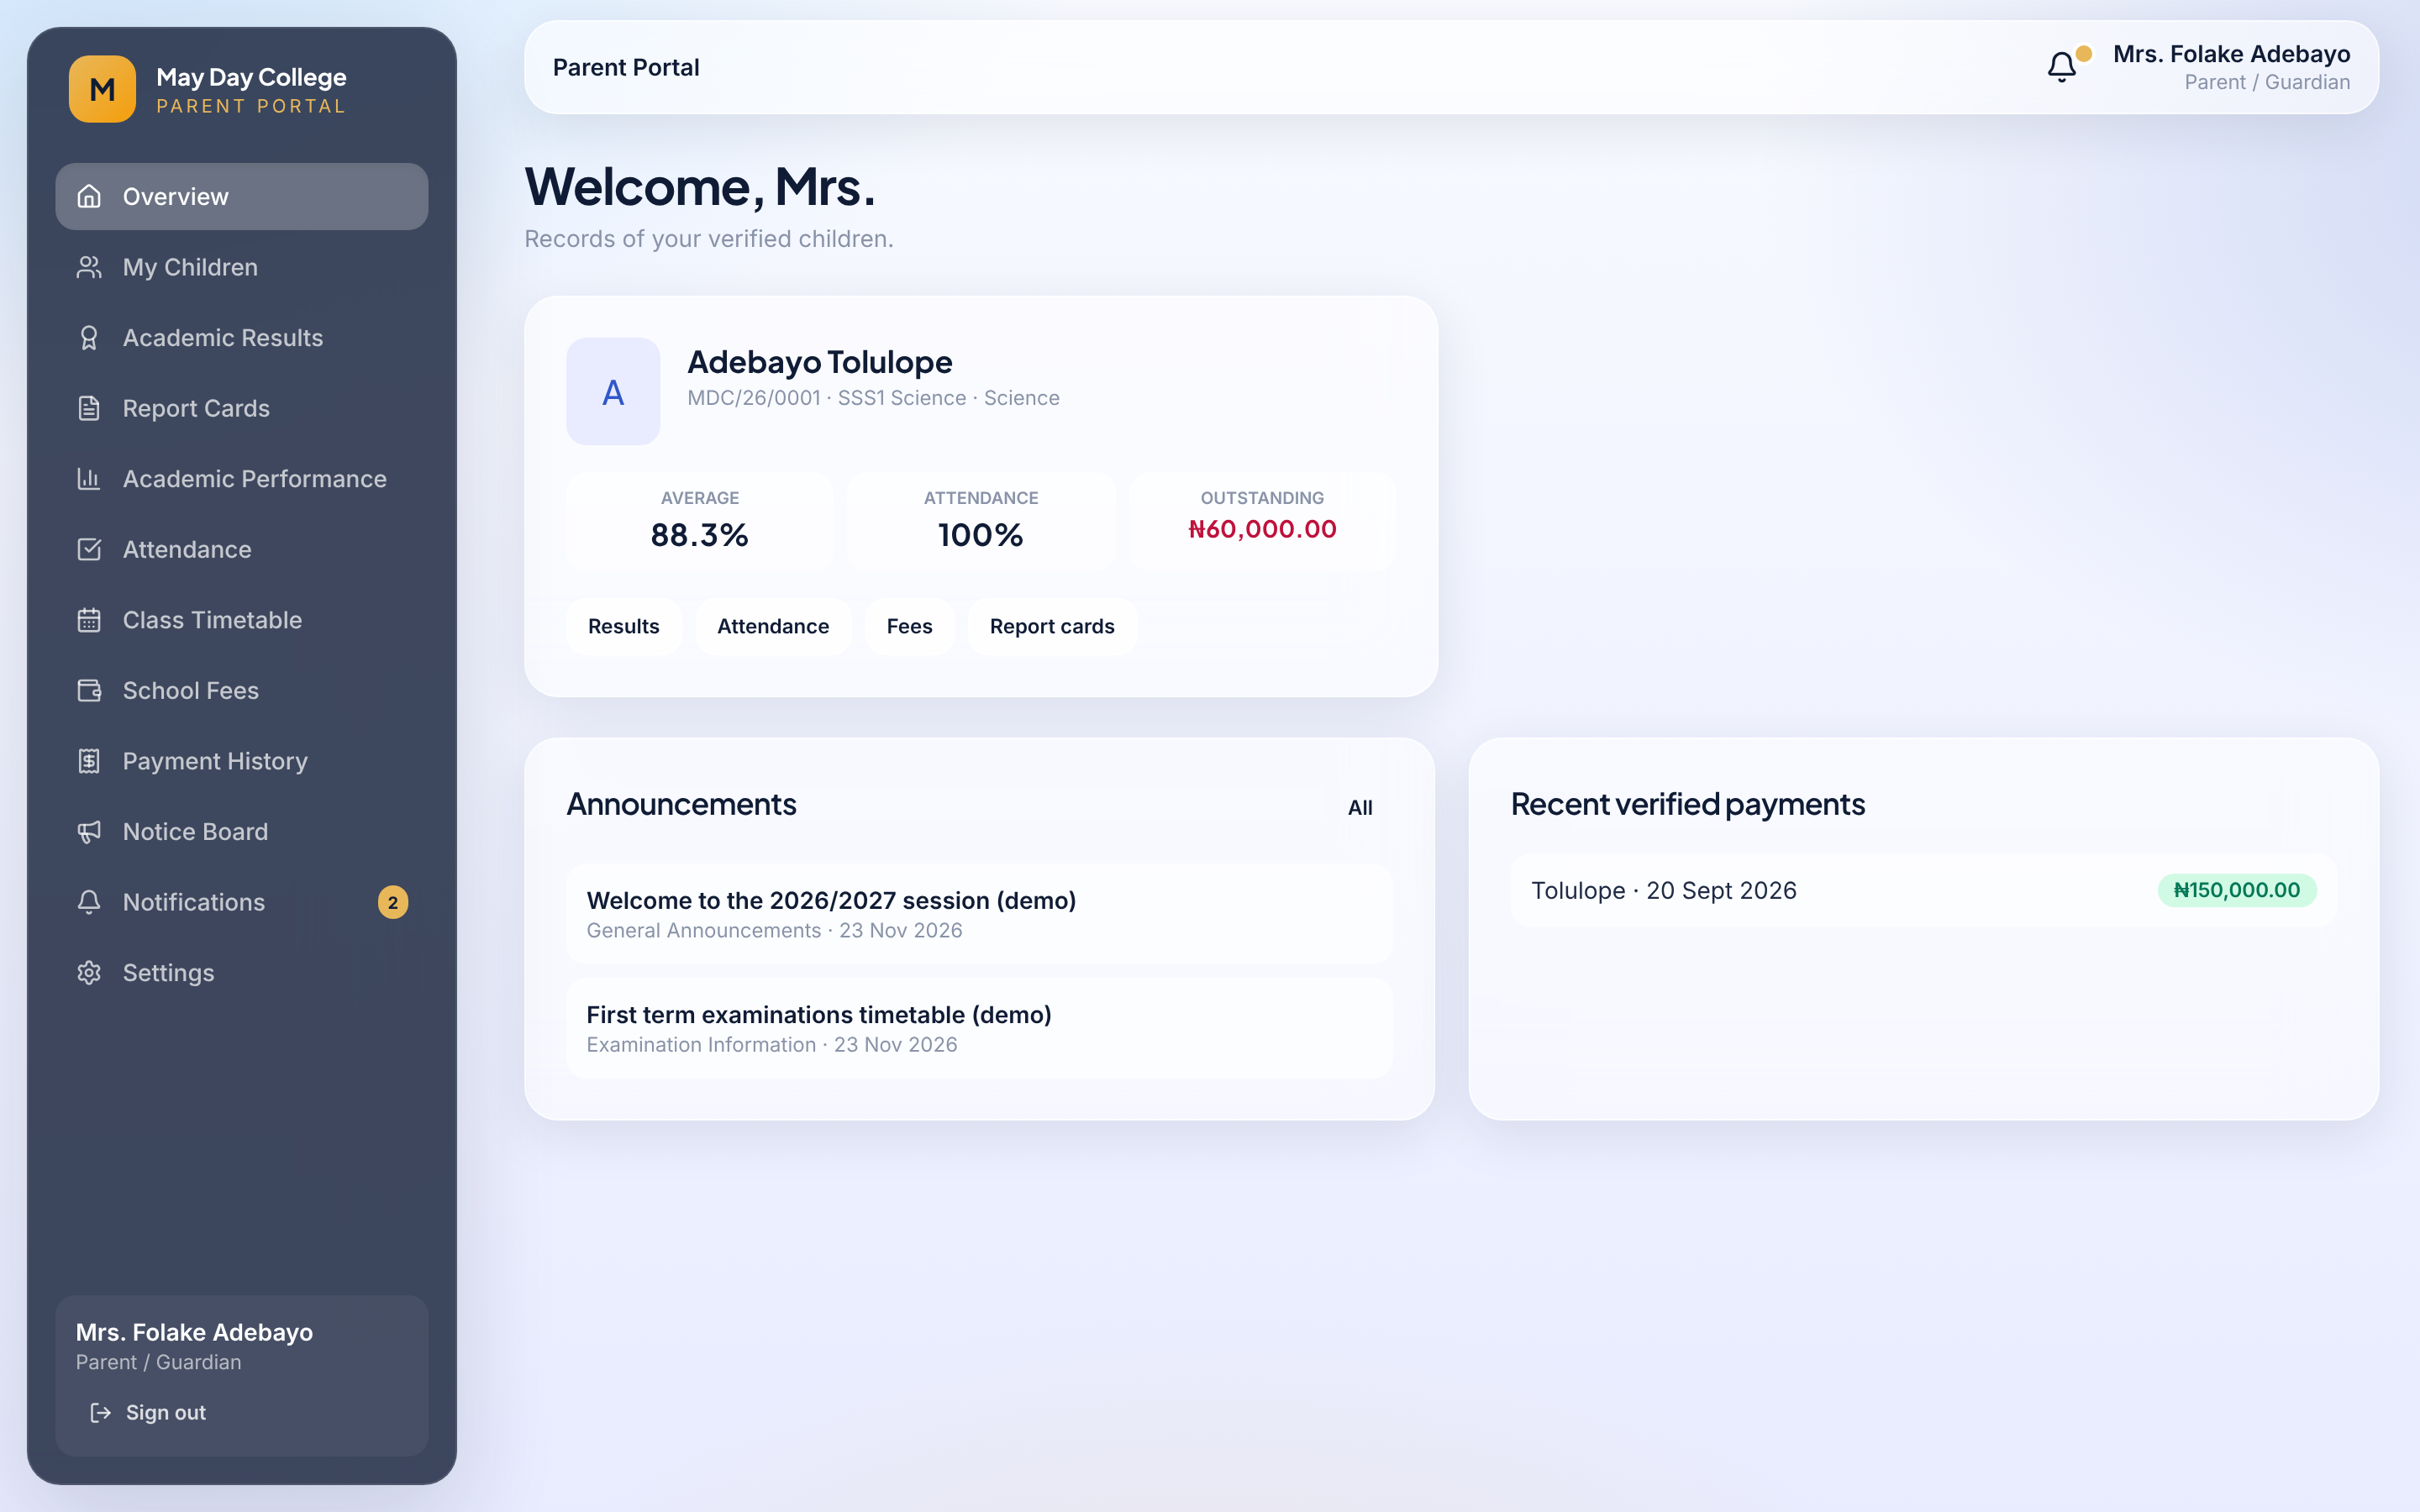 M
May Day College
PARENT PORTAL
Overview
My Children
Academic Results
Report Cards
Academic Performance
Attendance
Class Timetable
School Fees
Payment History
Notice Board
Notifications 2
Settings
Mrs. Folake Adebayo
Parent / Guardian
Sign out
Parent Portal
Mrs. Folake Adebayo
Parent / Guardian
Welcome, Mrs.
Records of your verified children.
A
Adebayo Tolulope
MDC/26/0001 · SSS1 Science · Science
AVERAGE
88.3%
ATTENDANCE
100%
OUTSTANDING
₦60,000.00
Results Attendance Fees Report cards
Announcements All
Welcome to the 2026/2027 session (demo)
General Announcements · 23 Nov 2026
First term examinations timetable (demo)
Examination Information · 23 Nov 2026
Recent verified payments
Tolulope · 20 Sept 2026 ₦150,000.00